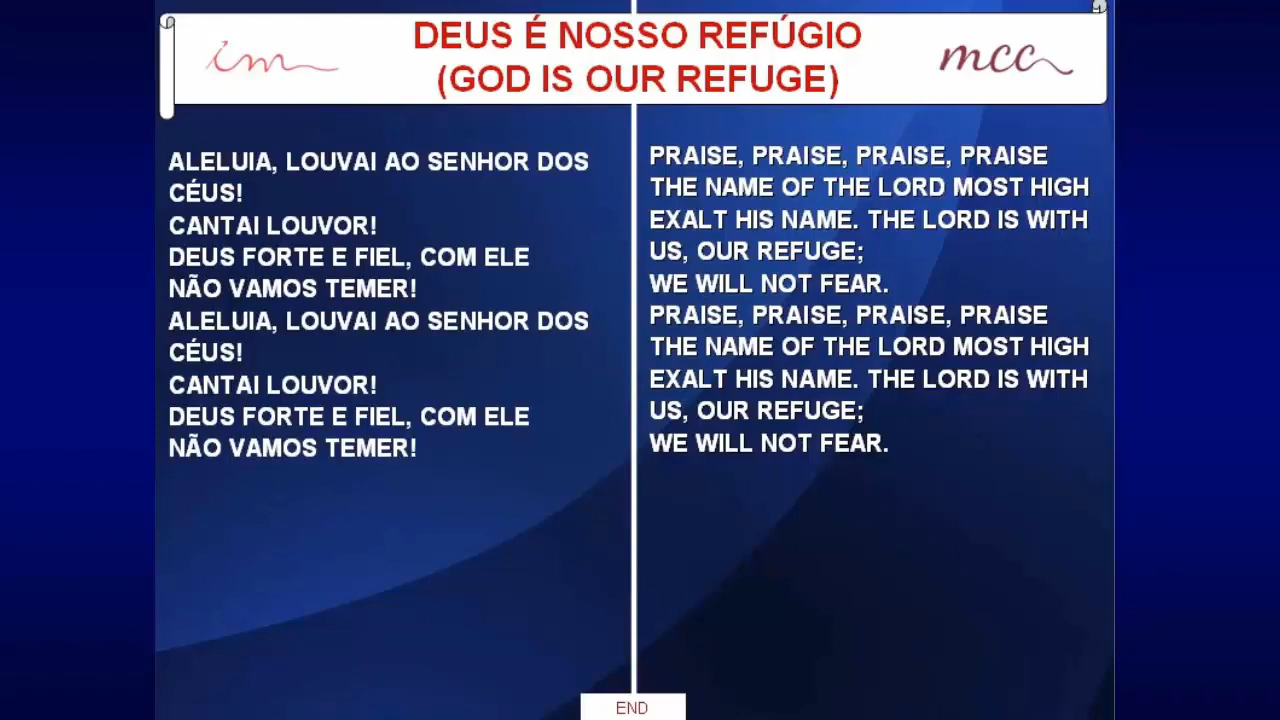 DEUS É NOSSO REFÚGIO
(GOD IS OUR REFUGE)
im
mcc
ALELUIA, LOUVAI AO SENHOR DOS
CÉUS!
CANTAI LOUVOR!
DEUS FORTE E FIEL, COM ELE
NÃO VAMOS TEMER!
ALELUIA, LOUVAI AO SENHOR DOS
CÉUS!
CANTAI LOUVOR!
DEUS FORTE E FIEL, COM ELE
NÃO VAMOS TEMER!
PRAISE, PRAISE, PRAISE, PRAISE
THE NAME OF THE LORD MOST HIGH
EXALT HIS NAME. THE LORD IS WITH
US, OUR REFUGE;
WE WILL NOT FEAR.
PRAISE, PRAISE, PRAISE, PRAISE
THE NAME OF THE LORD MOST HIGH
EXALT HIS NAME. THE LORD IS WITH
US, OUR REFUGE;
WE WILL NOT FEAR.
END